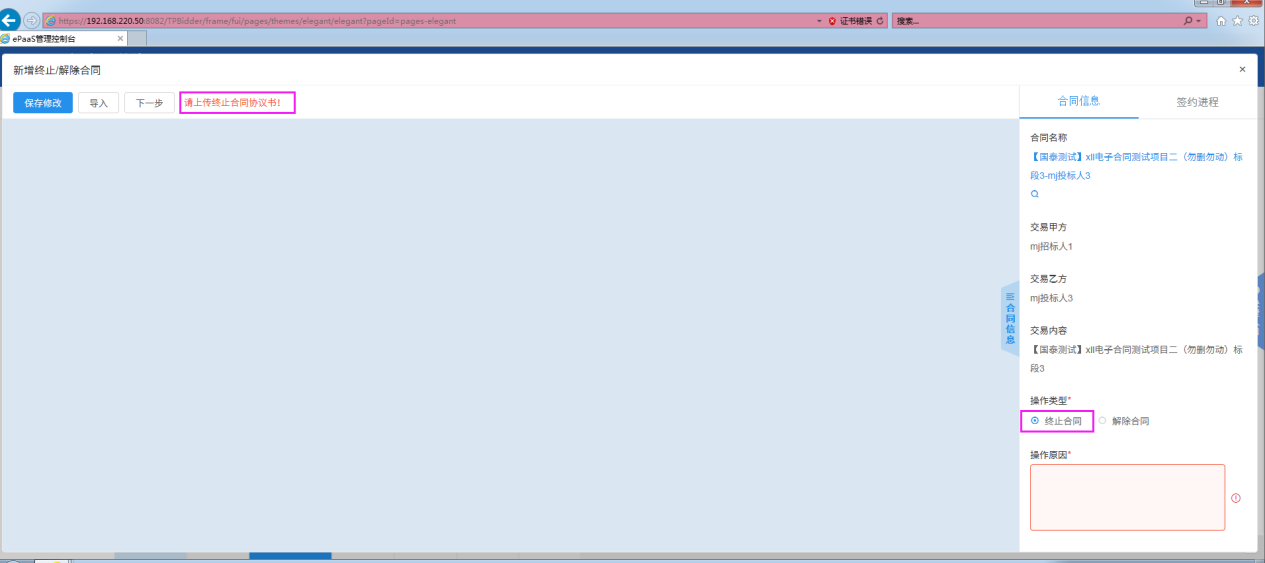 https://192.168.220.50:8082/TPBidder/frame/fui/pages/themes/elegant/elegant?pageId=pages-elegant
证书错误
搜索...
ePaaS管理控制台
新增终止/解除合同
保存修改 导入 下一步 请上传终止合同协议书!
合同信息 签约进程
合同名称
【国泰测试】xll电子合同测试项目二（勿删勿动）标
段3-mj投标人3
交易甲方
mj招标人1
交易乙方
mj投标人3
合同信息
交易内容
【国泰测试】xll电子合同测试项目二（勿删勿动）标
段3
操作类型*
终止合同 解除合同
操作原因*